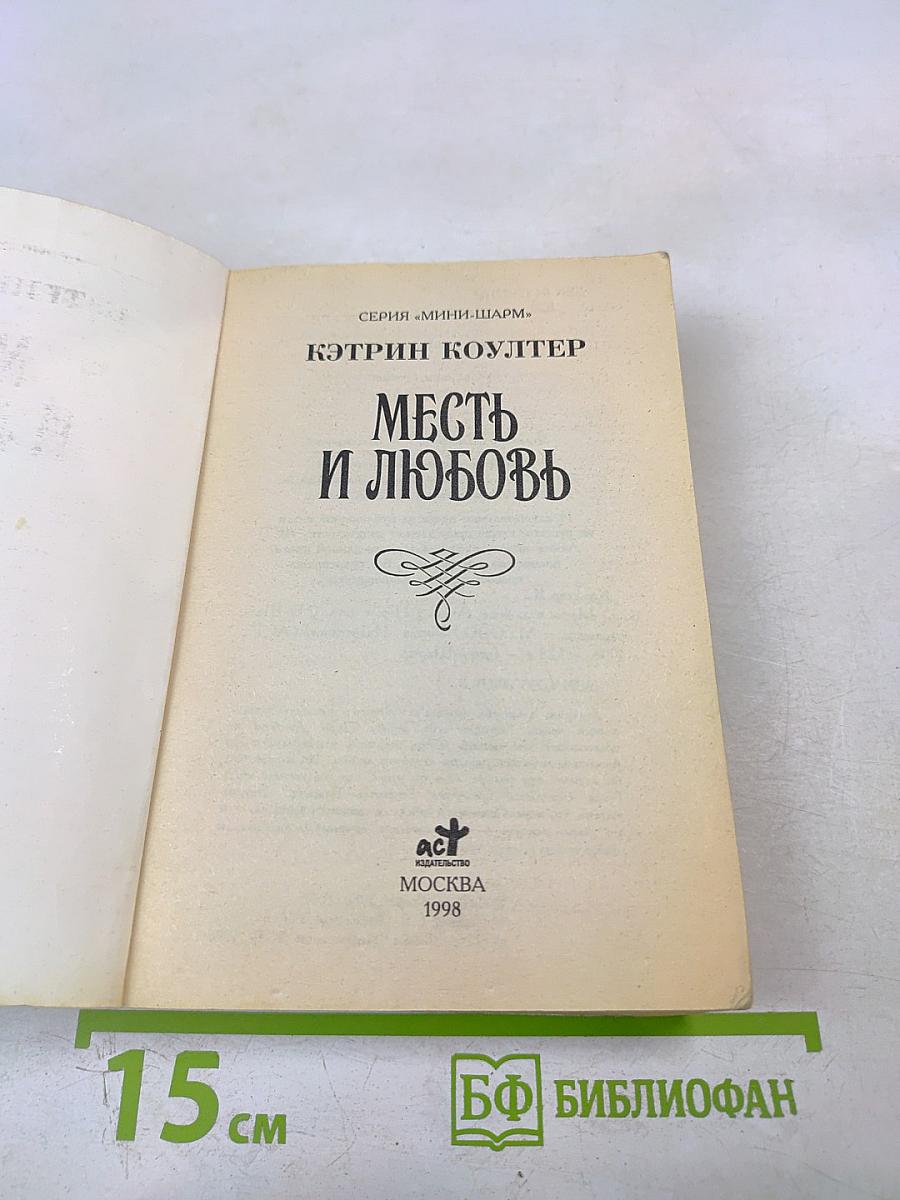 СЕРИЯ «МИНИ-ШАРМ»
КЭТРИН КОУЛТЕР
МЕСТЬ
И ЛЮБОВЬ
аст
ИЗДАТЕЛЬСТВО
МОСКВА
1998
15 см
БФ БИБЛИОФАН